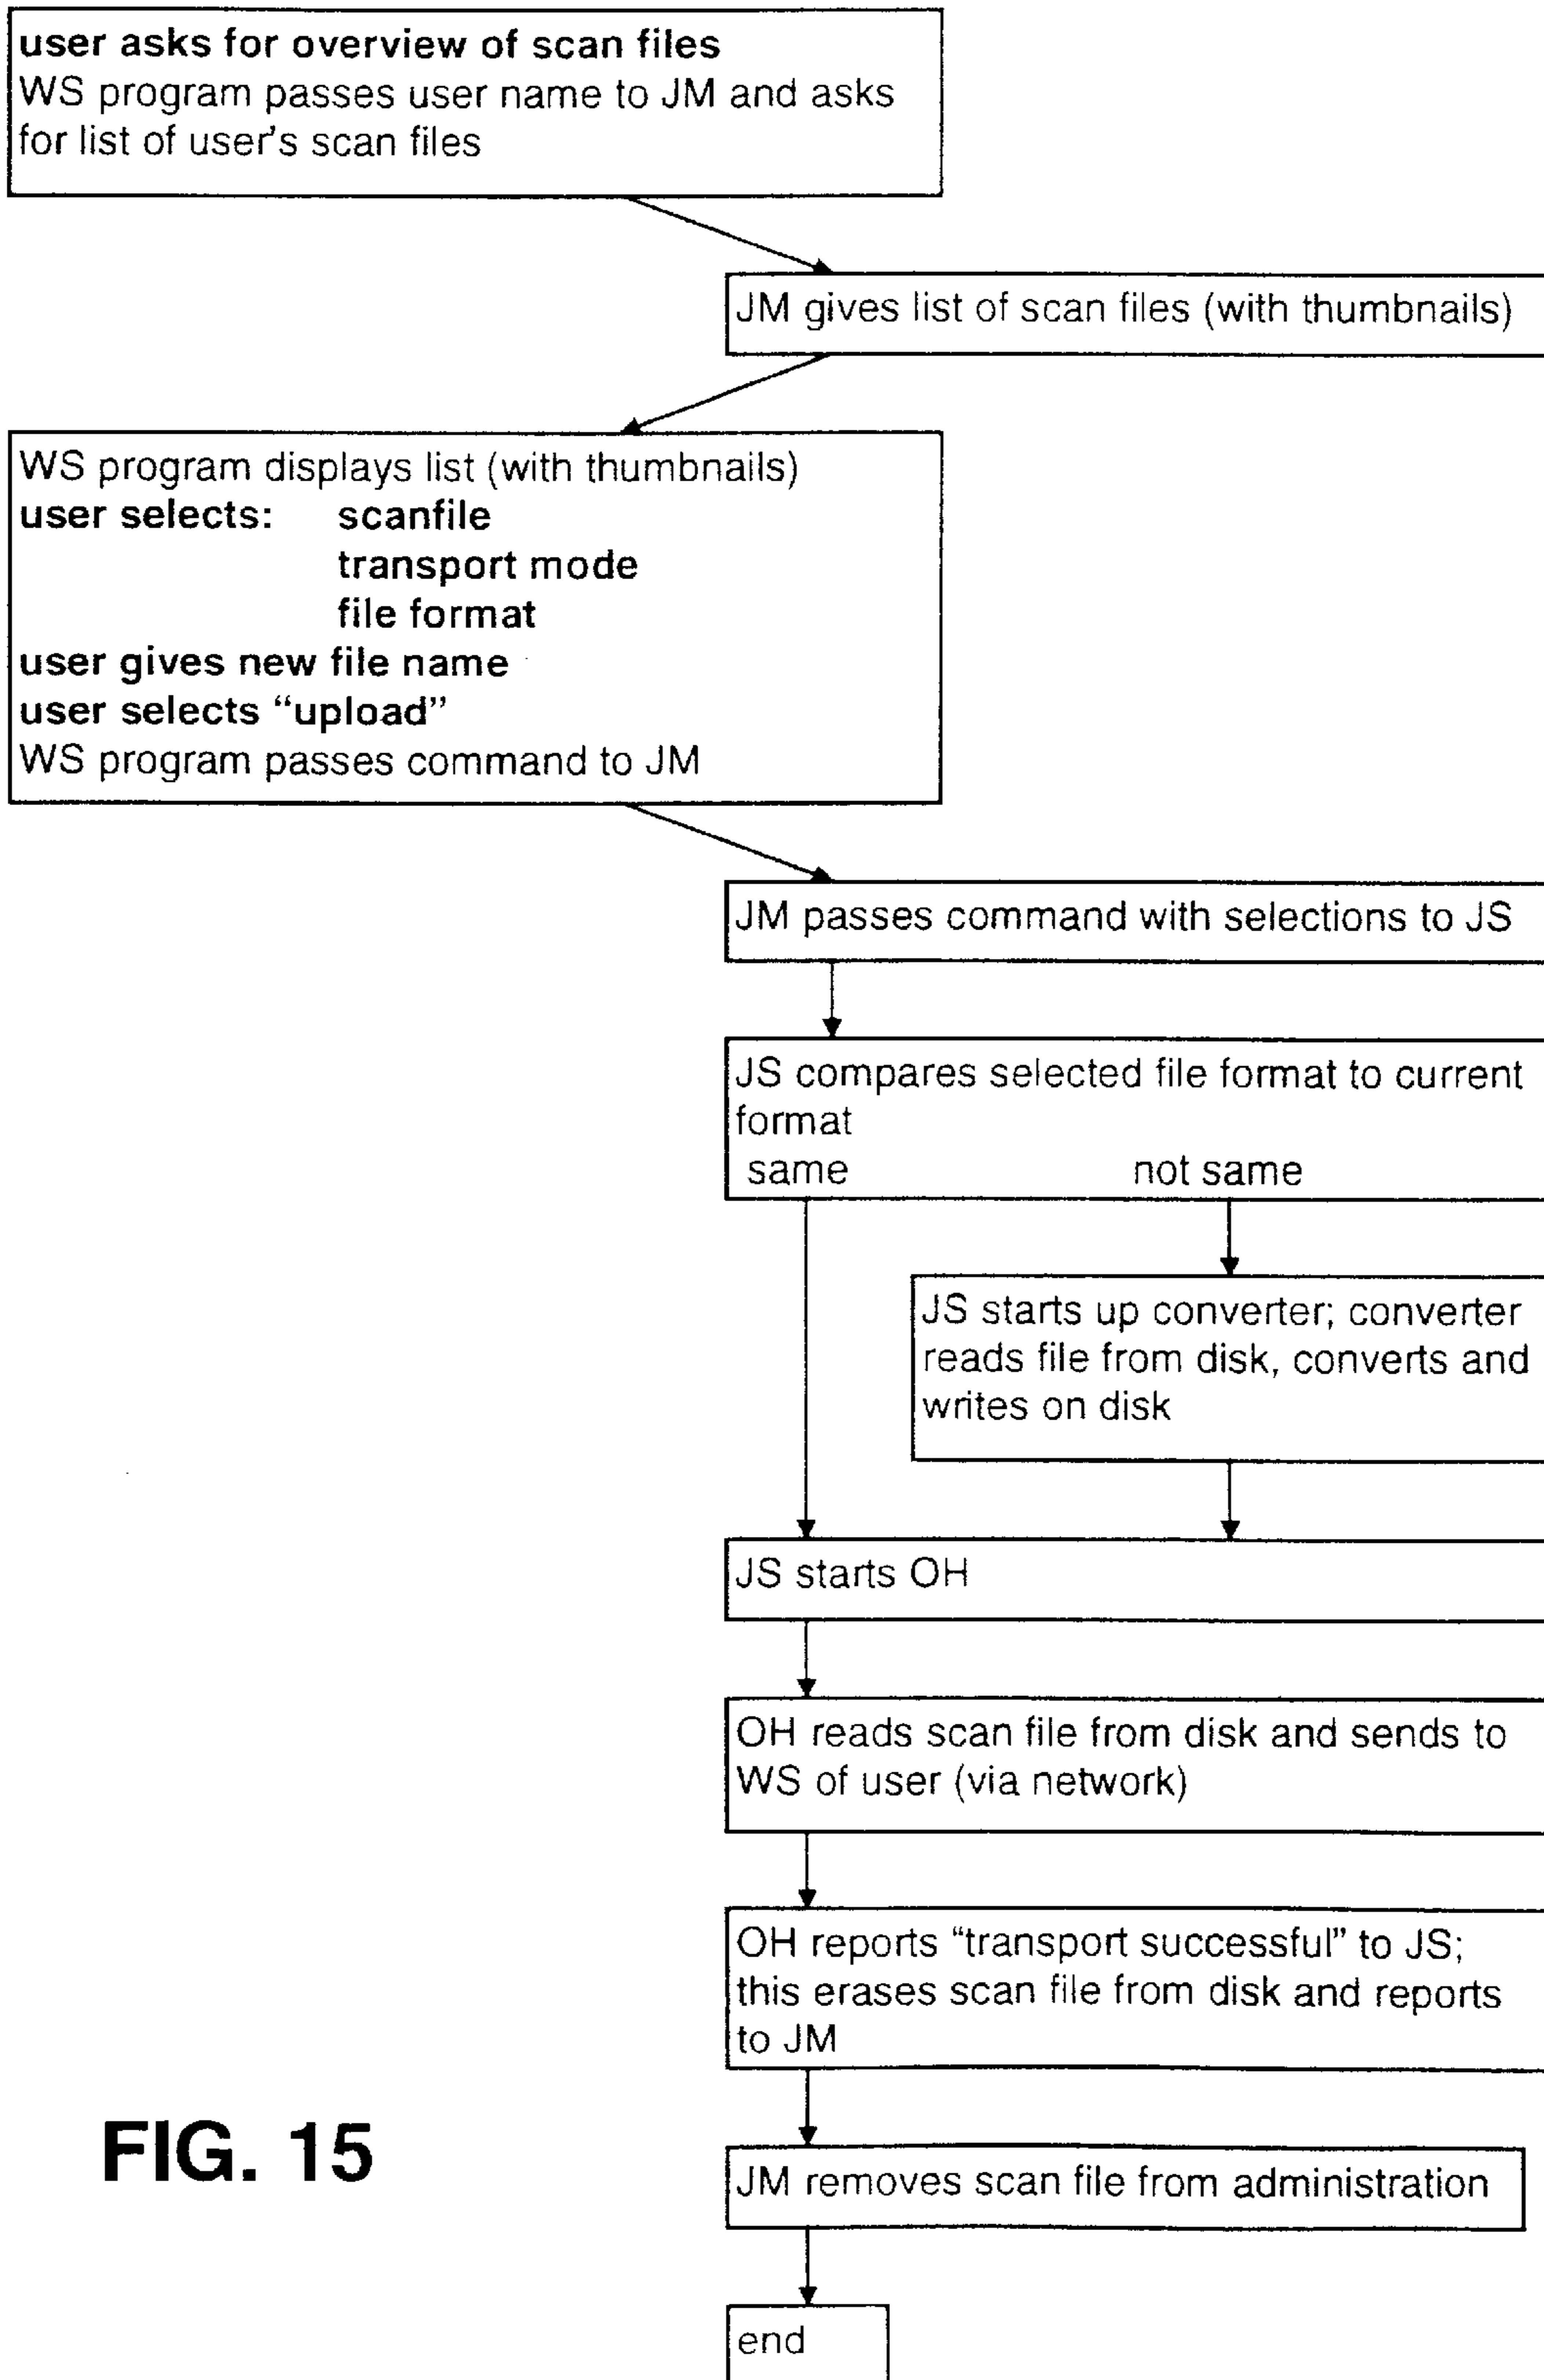 user asks for overview of scan files
WS program passes user name to JM and asks
for list of user's scan files
JM gives list of scan files (with thumbnails)
WS program displays list (with thumbnails)
user selects: scanfile
transport mode
file format
user gives new file name
user selects “upload”
WS program passes command to JM
JM passes command with selections to JS
JS compares selected file format to current
format
same not same
JS starts up converter; converter
reads file from disk, converts and
writes on disk
JS starts OH
OH reads scan file from disk and sends to
WS of user (via network)
OH reports “transport successful” to JS;
this erases scan file from disk and reports
to JM
JM removes scan file from administration
end
FIG. 15